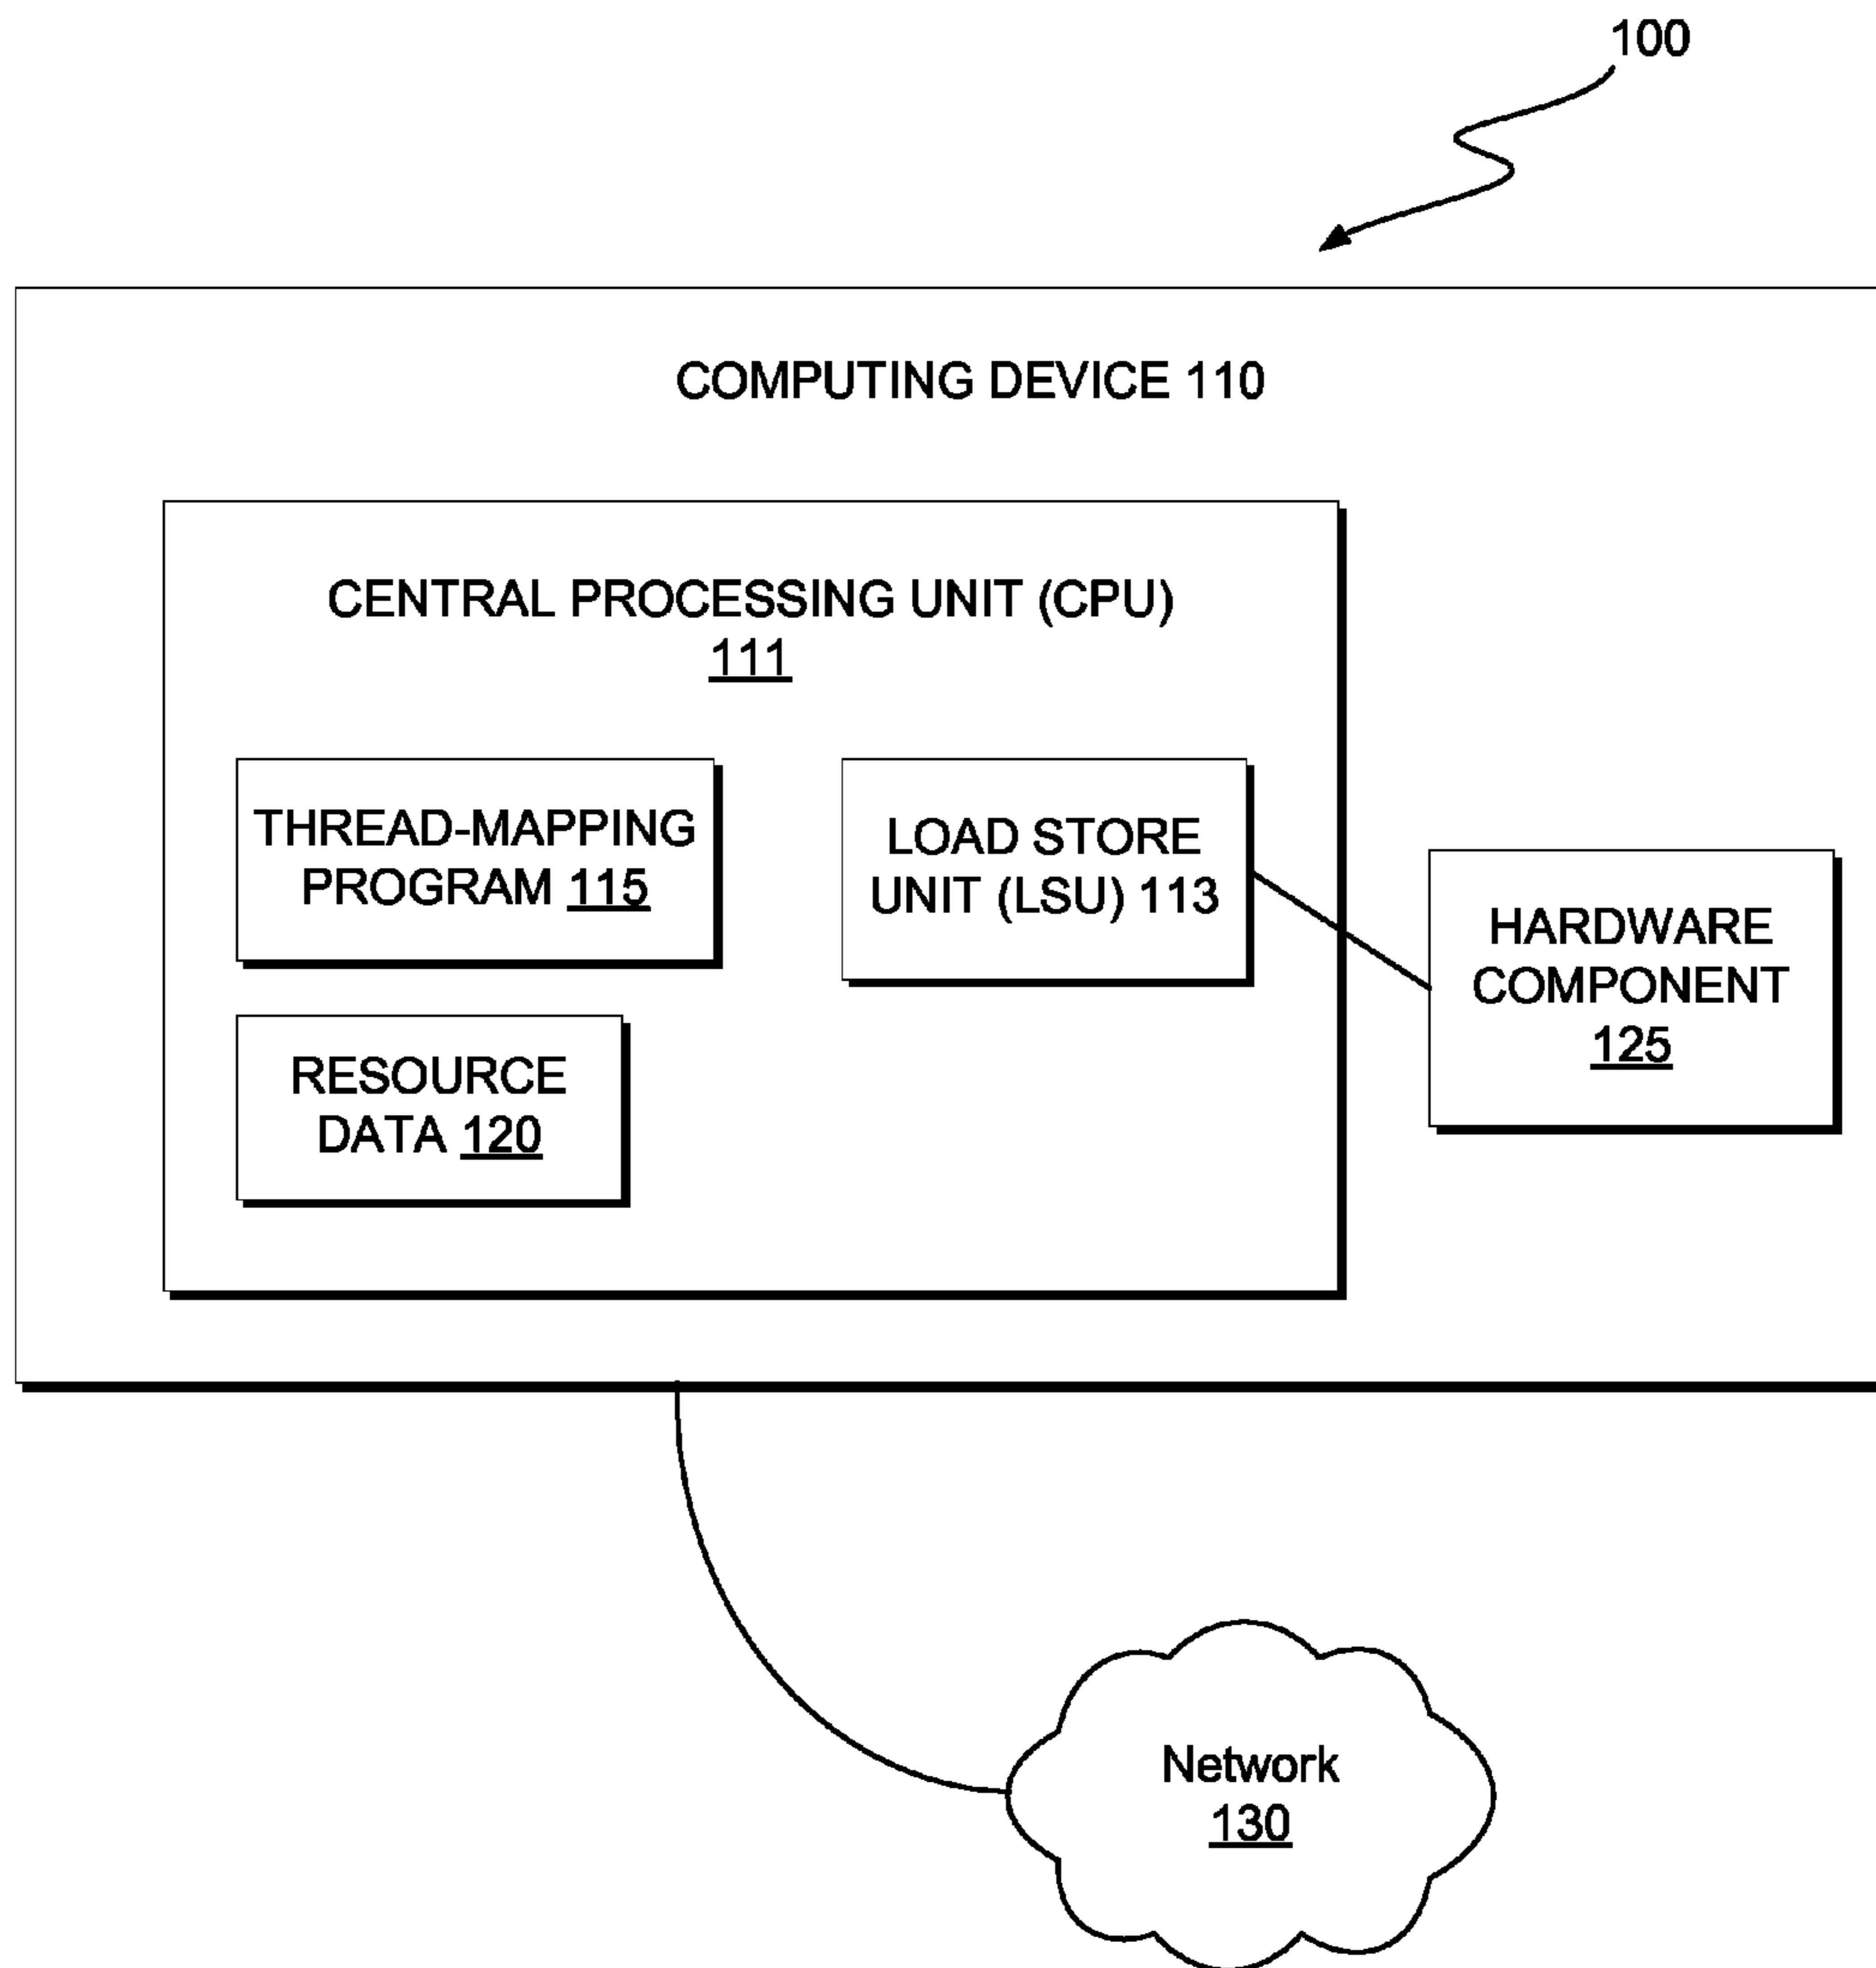 100
COMPUTING DEVICE 110
CENTRAL PROCESSING UNIT (CPU)
111
THREAD-MAPPING
PROGRAM 115
LOAD STORE
UNIT (LSU) 113
HARDWARE
COMPONENT
125
RESOURCE
DATA 120
Network
130